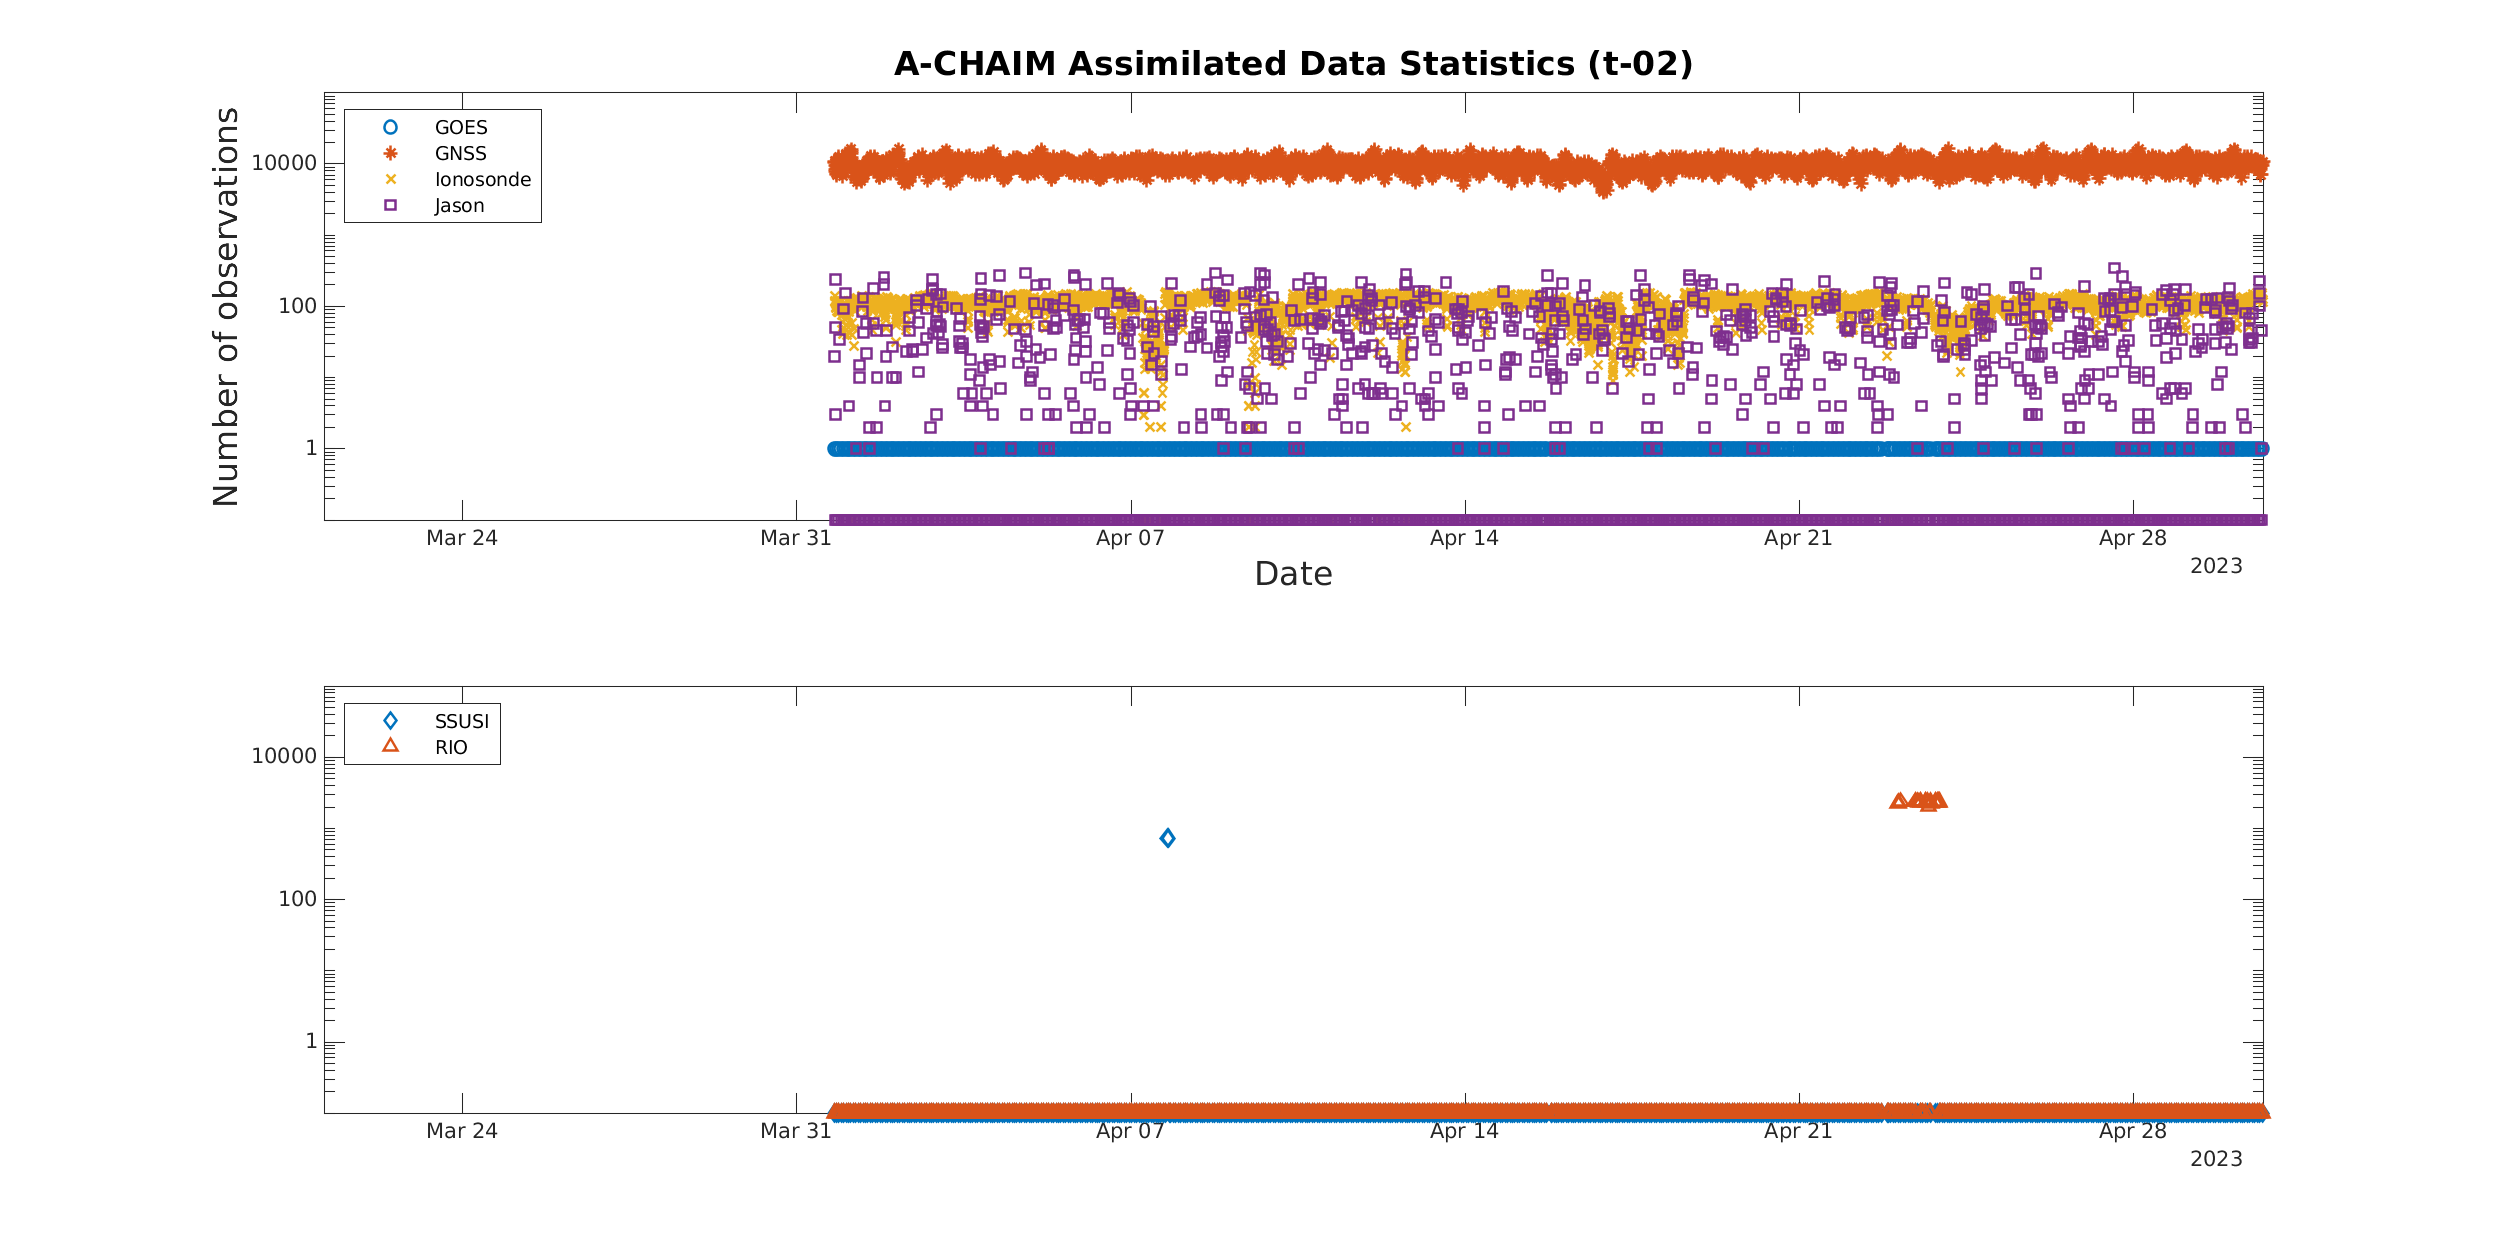 A-CHAIM Assimilated Data Statistics (t-02)
Number of observations
10000
100
1
GOES
GNSS
Ionosonde
Jason
Mar 24 Mar 31 Apr 07 Apr 14 Apr 21 Apr 28
2023
Date
10000
100
1
SSUSI
RIO
Mar 24 Mar 31 Apr 07 Apr 14 Apr 21 Apr 28
2023